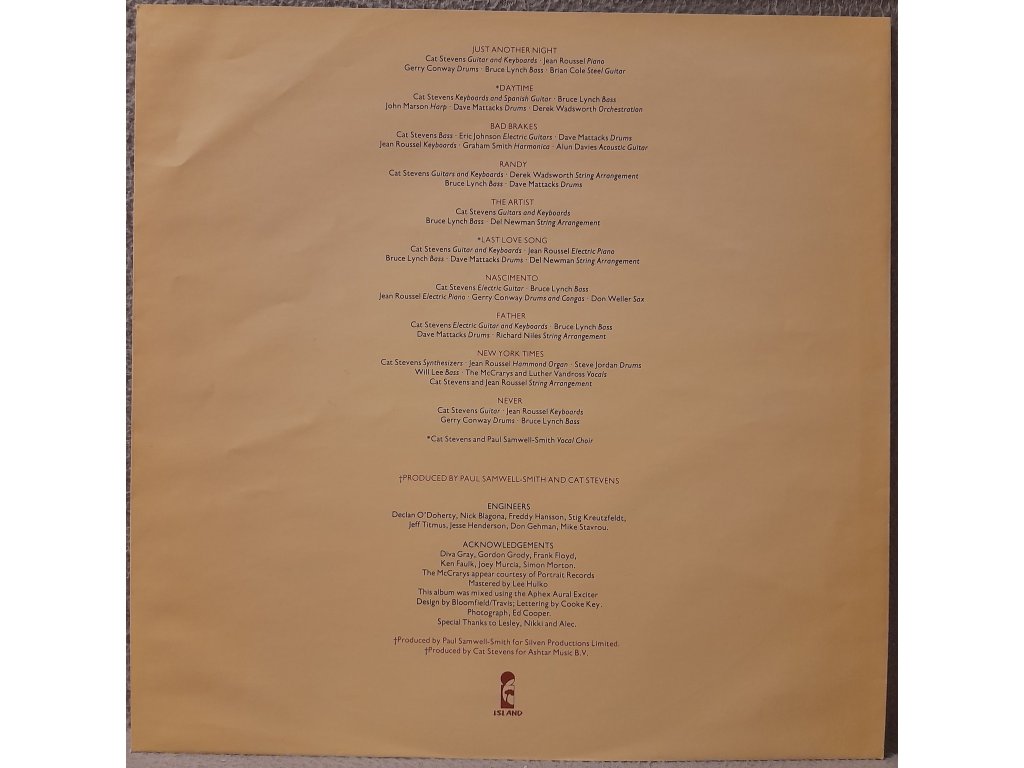 JUST ANOTHER NIGHT
Cat Stevens Guitar and Keyboards · Jean Roussel Piano
Gerry Conway Drums · Bruce Lynch Bass · Brian Cole Steel Guitar
*DAYTIME
Cat Stevens Keyboards and Spanish Guitar · Bruce Lynch Bass
John Marson Harp · Dave Mattacks Drums · Derek Wadsworth Orchestration
BAD BRAKES
Cat Stevens Bass · Eric Johnson Electric Guitars · Dave Mattacks Drums
Jean Roussel Keyboards · Graham Smith Harmonica · Alun Davies Acoustic Guitar
RANDY
Cat Stevens Guitars and Keyboards · Derek Wadsworth String Arrangement
Bruce Lynch Bass · Dave Mattacks Drums
THE ARTIST
Cat Stevens Guitars and Keyboards
Bruce Lynch Bass · Del Newman String Arrangement
*LAST LOVE SONG
Cat Stevens Guitar and Keyboards · Jean Roussel Electric Piano
Bruce Lynch Bass · Dave Mattacks Drums · Del Newman String Arrangement
NASCIMENTO
Cat Stevens Electric Guitar · Bruce Lynch Bass
Jean Roussel Electric Piano · Gerry Conway Drums and Congas · Don Weller Sax
FATHER
Cat Stevens Electric Guitar and Keyboards · Bruce Lynch Bass
Dave Mattacks Drums · Richard Niles String Arrangement
NEW YORK TIMES
Cat Stevens Synthesizers · Jean Roussel Hammond Organ · Steve Jordan Drums
Will Lee Bass · The McCrarys and Luther Vandross Vocals
Cat Stevens and Jean Roussel String Arrangement
NEVER
Cat Stevens Guitar · Jean Roussel Keyboards
Gerry Conway Drums · Bruce Lynch Bass
*Cat Stevens and Paul Samwell-Smith Vocal Choir
†PRODUCED BY PAUL SAMWELL-SMITH AND CAT STEVENS
ENGINEERS
Declan O'Doherty, Nick Blagona, Freddy Hansson, Stig Kreutzfeldt,
Jeff Titmus, Jesse Henderson, Don Gehman, Mike Stavrou.
ACKNOWLEDGEMENTS
Diva Gray, Gordon Grody, Frank Floyd,
Ken Faulk, Joey Murcia, Simon Morton.
The McCrarys appear courtesy of Portrait Records
Mastered by Lee Hulko
This album was mixed using the Aphex Aural Exciter
Design by Bloomfield/Travis; Lettering by Cooke Key.
Photograph, Ed Cooper.
Special Thanks to Lesley, Nikki and Alec.
†Produced by Paul Samwell-Smith for Silven Productions Limited.
†Produced by Cat Stevens for Ashtar Music B.V.
ISLAND